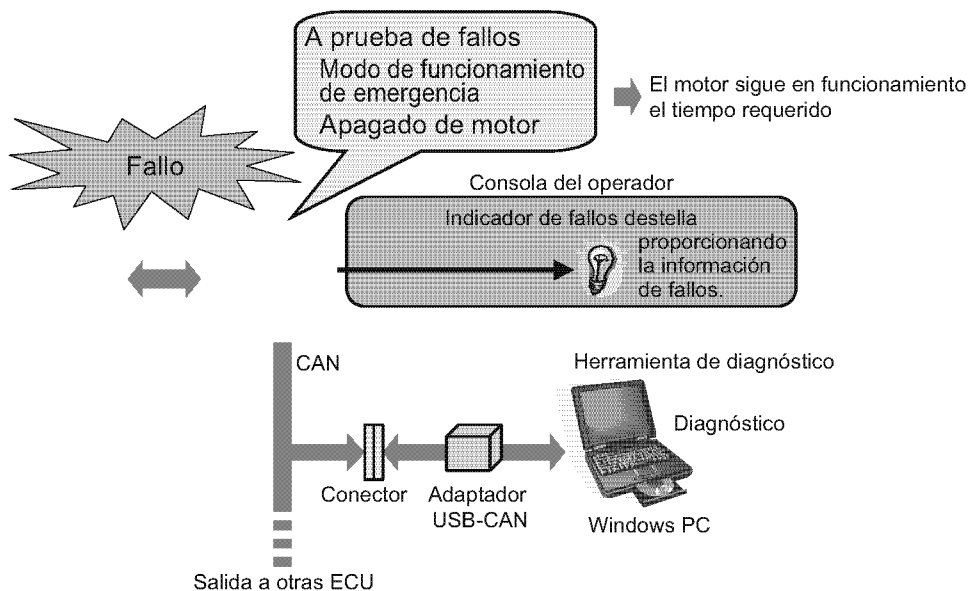 A prueba de fallos
Modo de funcionamiento
de emergencia
Apagado de motor
El motor sigue en funcionamiento
el tiempo requerido
Fallo
Consola del operador
Indicador de fallos destella
proporcionando
la información
de fallos.
CAN
Herramienta de diagnóstico
Diagnóstico
Conector
Adaptador
USB-CAN
Windows PC
Salida a otras ECU